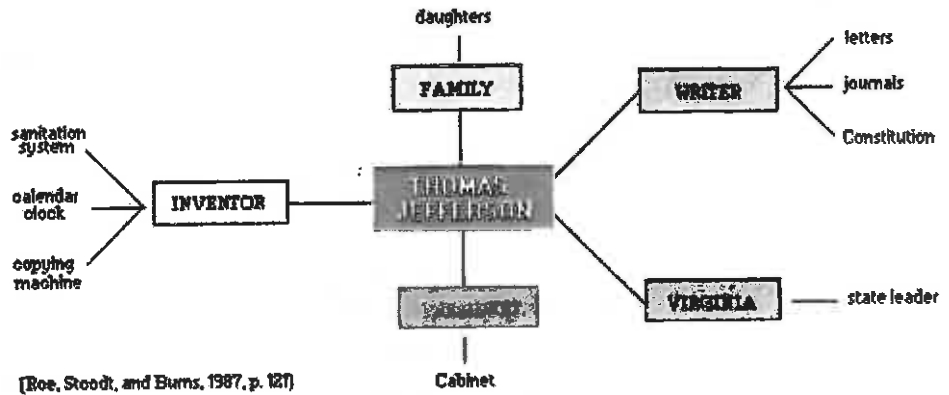 daughters
FAMILY
WRITER
letters
journals
Constitution
sanitation
system
calendar
clock
copying
machine
INVENTOR
THOMAS
JEFFERSON
VIRGINIA
state leader
Cabinet
(Roe, Stoodt, and Burns, 1987, p. 121)